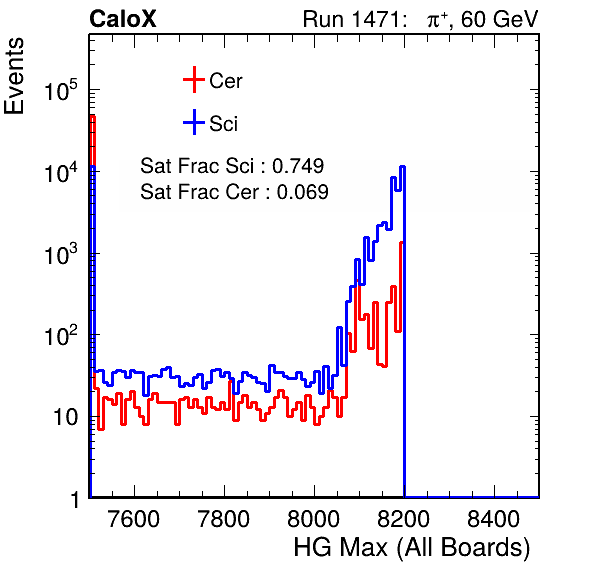 CaloX Run 1471: π⁺, 60 GeV
Events
Cer
Sci
Sat Frac Sci : 0.749
Sat Frac Cer : 0.069
10⁵
10⁴
10³
10²
10
1
7600 7800 8000 8200 8400
HG Max (All Boards)